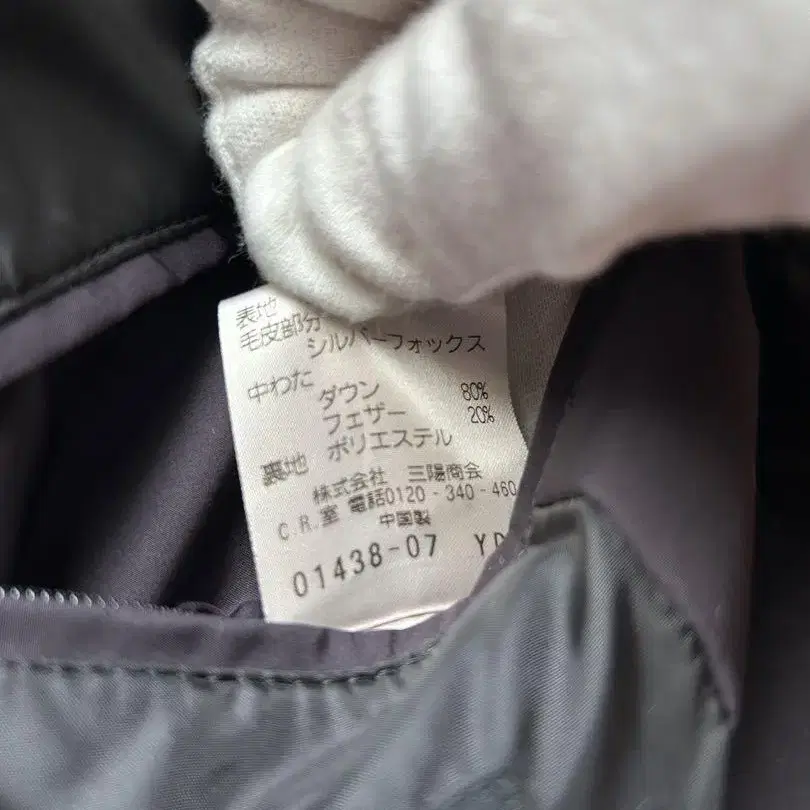 表地
毛皮部分
シルバーフォックス
中わた
ダウン 80%
フェザー 20%
裏地 ポリエステル
株式会社 三陽商会
C.R.室 電話0120-340-460
中国製
01438-07 YD